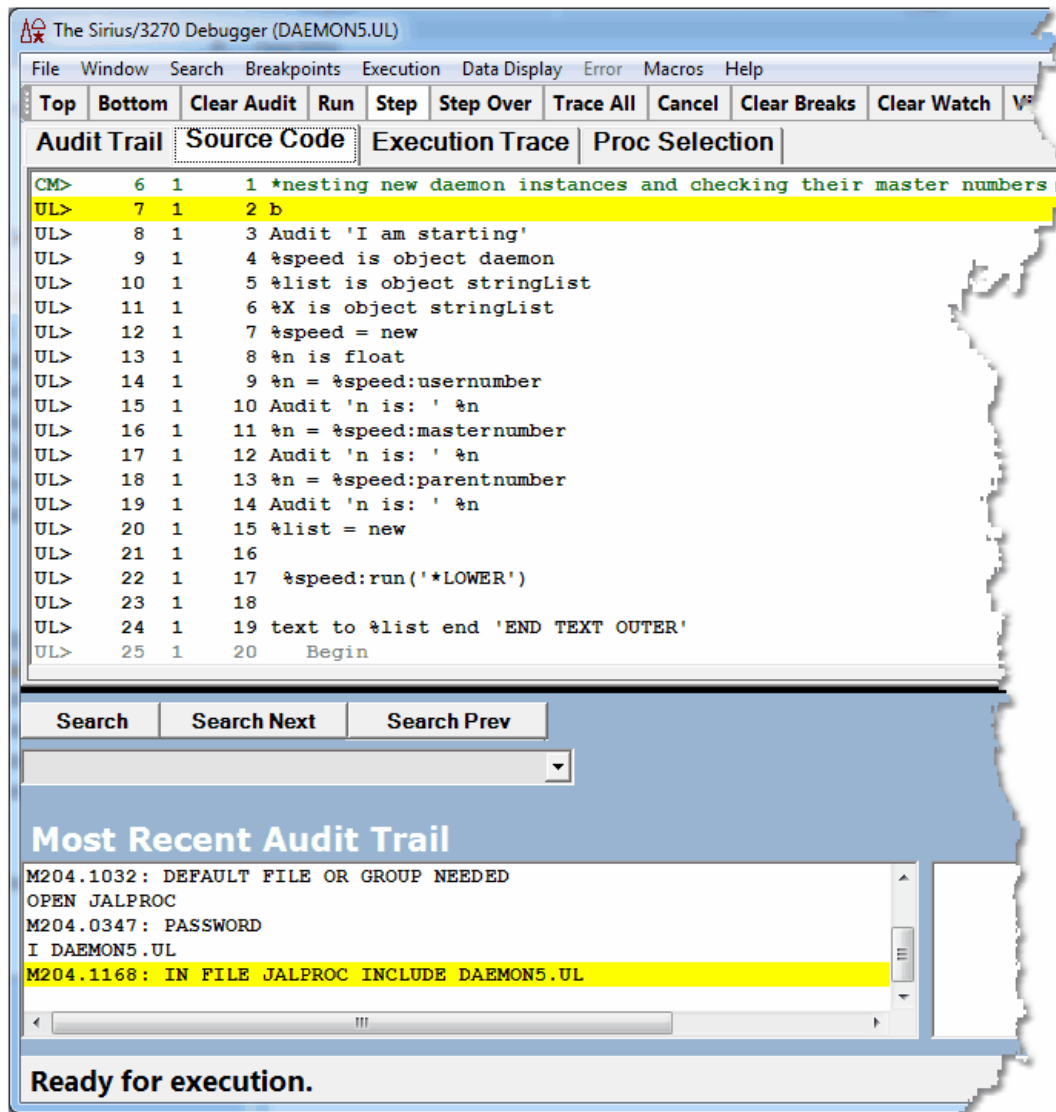 The Sirius/3270 Debugger (DAEMON5.UL)
File Window Search Breakpoints Execution Data Display Error Macros Help
Top Bottom Clear Audit Run Step Step Over Trace All Cancel Clear Breaks Clear Watch
Audit Trail Source Code Execution Trace Proc Selection
CM> 6 1 1 *nesting new daemon instances and checking their master numbers
UL> 7 1 2 b
UL> 8 1 3 Audit 'I am starting'
UL> 9 1 4 %speed is object daemon
UL> 10 1 5 %list is object stringList
UL> 11 1 6 %X is object stringList
UL> 12 1 7 %speed = new
UL> 13 1 8 %n is float
UL> 14 1 9 %n = %speed:usernumber
UL> 15 1 10 Audit 'n is: ' %n
UL> 16 1 11 %n = %speed:masternumber
UL> 17 1 12 Audit 'n is: ' %n
UL> 18 1 13 %n = %speed:parentnumber
UL> 19 1 14 Audit 'n is: ' %n
UL> 20 1 15 %list = new
UL> 21 1 16
UL> 22 1 17 %speed:run('*LOWER')
UL> 23 1 18
UL> 24 1 19 text to %list end 'END TEXT OUTER'
UL> 25 1 20 Begin
Search Search Next Search Prev
Most Recent Audit Trail
M204.1032: DEFAULT FILE OR GROUP NEEDED
OPEN JALPROC
M204.0347: PASSWORD
I DAEMON5.UL
M204.1168: IN FILE JALPROC INCLUDE DAEMON5.UL
Ready for execution.